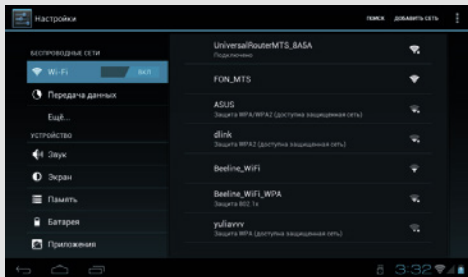 Настройки
ПОИСК
ДОБАВИТЬ СЕТЬ
БЕСПРОВОДНЫЕ СЕТИ
Wi-Fi
ВКЛ
Передача данных
Ещё...
УСТРОЙСТВО
Звук
Экран
Память
Батарея
Приложения
UniversalRouterMTS_8A5A
Подключено
FON_MTS
ASUS
Защита WPA/WPA2 (доступна защищенная сеть)
dlink
Защита WPA2 (доступна защищенная сеть)
Beeline_WiFi
Beeline_WiFi_WPA
Защита 802.1x
yuliavvv
Защита WPA (доступна защищенная сеть)
3:32